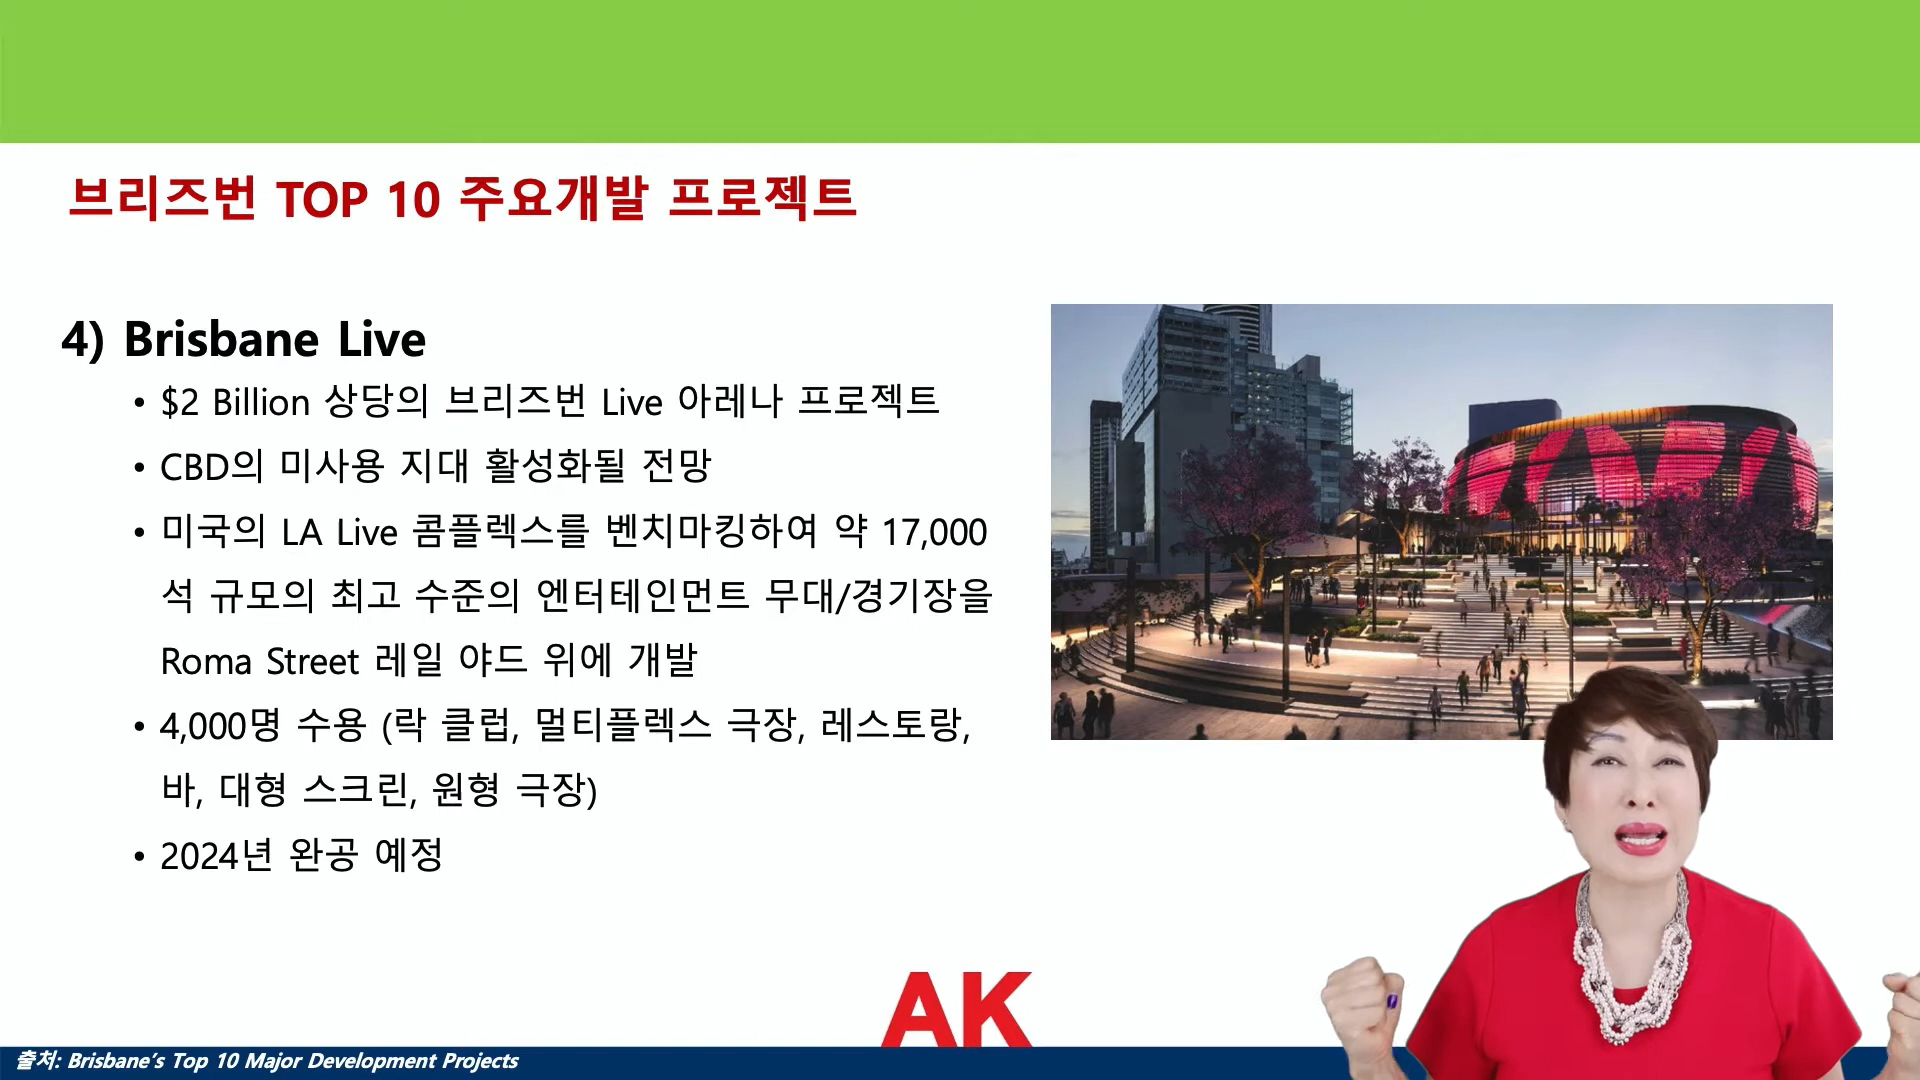 브리즈번 TOP 10 주요개발 프로젝트
4) Brisbane Live
• $2 Billion 상당의 브리즈번 Live 아레나 프로젝트
• CBD의 미사용 지대 활성화될 전망
• 미국의 LA Live 콤플렉스를 벤치마킹하여 약 17,000
석 규모의 최고 수준의 엔터테인먼트 무대/경기장을
Roma Street 레일 야드 위에 개발
• 4,000명 수용 (락 클럽, 멀티플렉스 극장, 레스토랑,
바, 대형 스크린, 원형 극장)
• 2024년 완공 예정
AK
출처: Brisbane’s Top 10 Major Development Projects